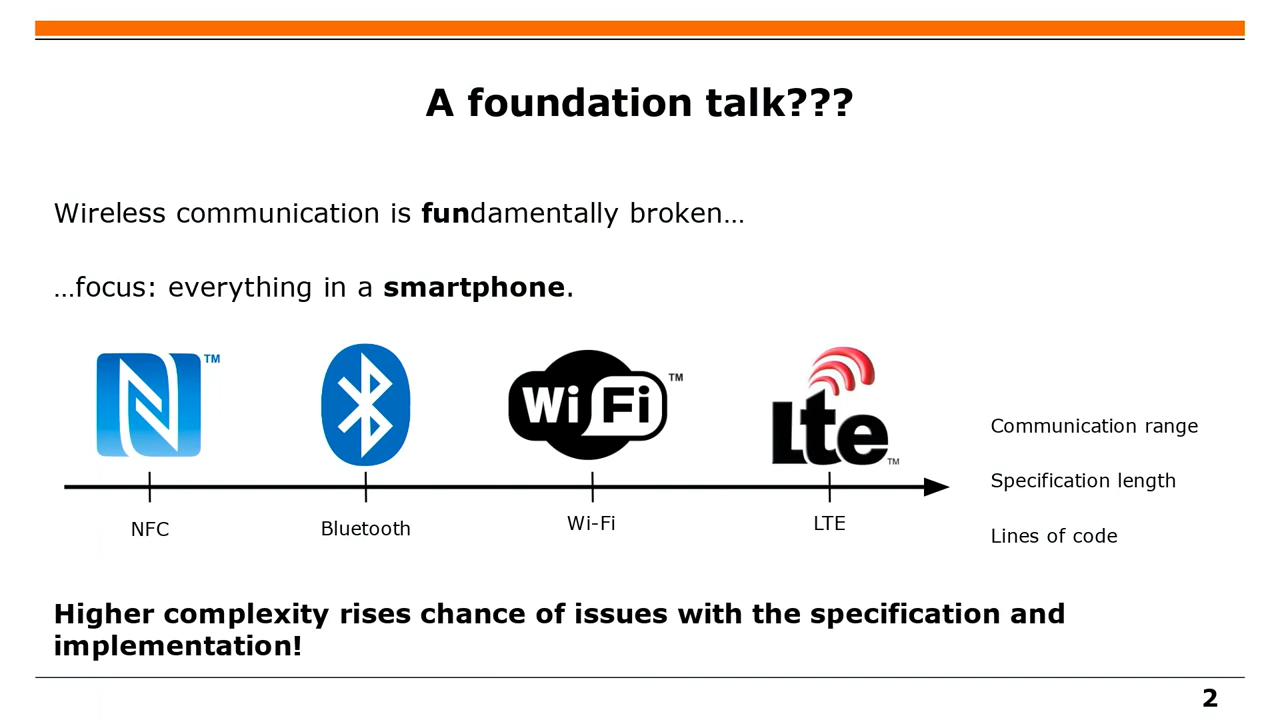 A foundation talk???
Wireless communication is fundamentally broken…
…focus: everything in a smartphone.
TM
Wi Fi TM
Lte TM
NFC
Bluetooth
Wi-Fi
LTE
Communication range
Specification length
Lines of code
Higher complexity rises chance of issues with the specification and
implementation!
2